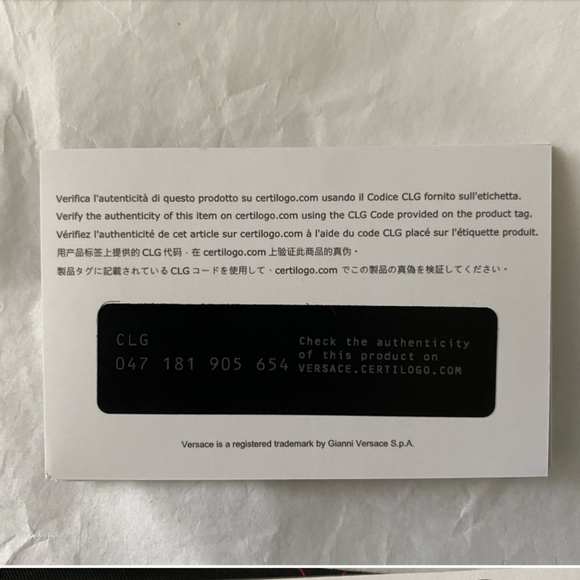 Verifica l'autenticità di questo prodotto su certilogo.com usando il Codice CLG fornito sull'etichetta.
Verify the authenticity of this item on certilogo.com using the CLG Code provided on the product tag.
Vérifiez l'authenticité de cet article sur certilogo.com à l'aide du code CLG placé sur l'étiquette produit.
用产品标签上提供的 CLG 代码，在 certilogo.com 上验证此商品的真伪。
製品タグに記載されている CLG コードを使用して、certilogo.com でこの製品の真偽を検証してください。
CLG
047 181 905 654
Check the authenticity
of this product on
VERSACE.CERTILOGO.COM
Versace is a registered trademark by Gianni Versace S.p.A.